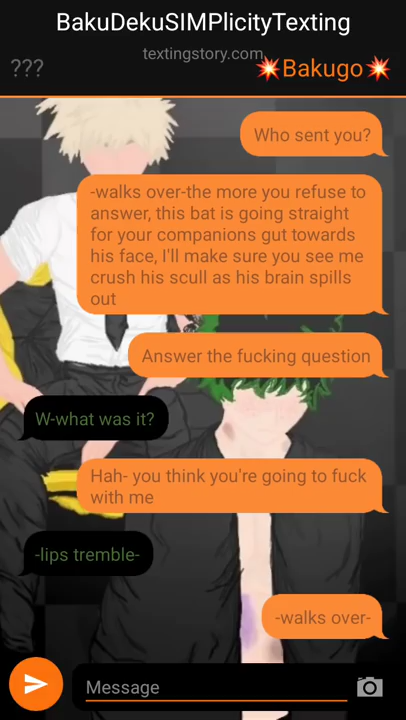 BakuDekuSIMPlicityTexting
textingstory.com
???
💥Bakugo💥
Who sent you?
-walks over-the more you refuse to
answer, this bat is going straight
for your companions gut towards
his face, I'll make sure you see me
crush his scull as his brain spills
out
Answer the fucking question
W-what was it?
Hah- you think you're going to fuck
with me
-lips tremble-
-walks over-
Message